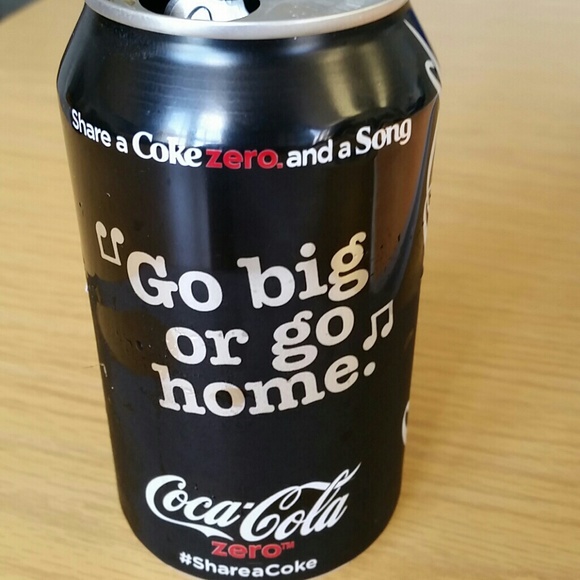 Share a Coke zero. and a Song
Go big
or go
home.
Coca-Cola
zero™
#ShareaCoke